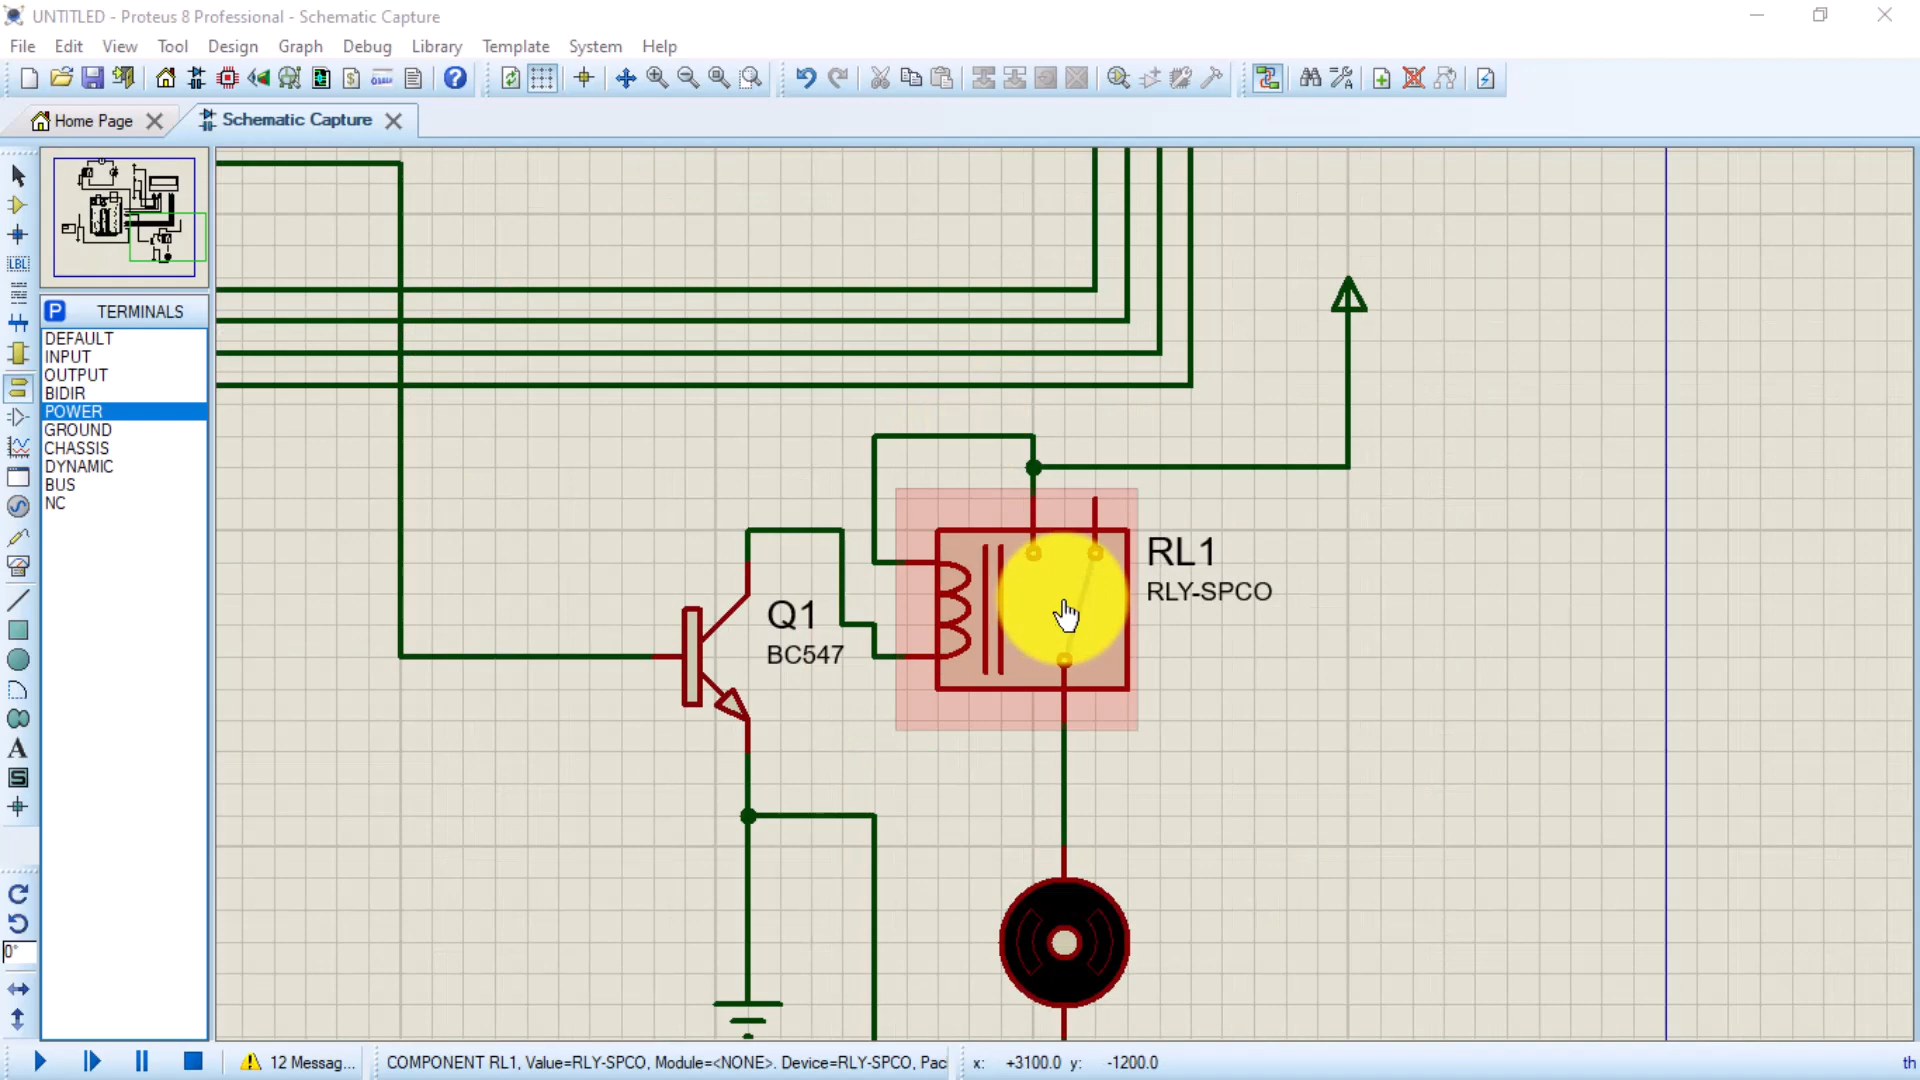 UNTITLED - Proteus 8 Professional - Schematic Capture
File Edit View Tool Design Graph Debug Library Template System Help
Home Page Schematic Capture
LBL
P TERMINALS
DEFAULT
INPUT
OUTPUT
BIDIR
POWER
GROUND
CHASSIS
DYNAMIC
BUS
NC
A
S
0°
RL1
RLY-SPCO
Q1
BC547
12 Messag... COMPONENT RL1, Value=RLY-SPCO, Module=<NONE>. Device=RLY-SPCO, Pac x: +3100.0 y: -1200.0 th